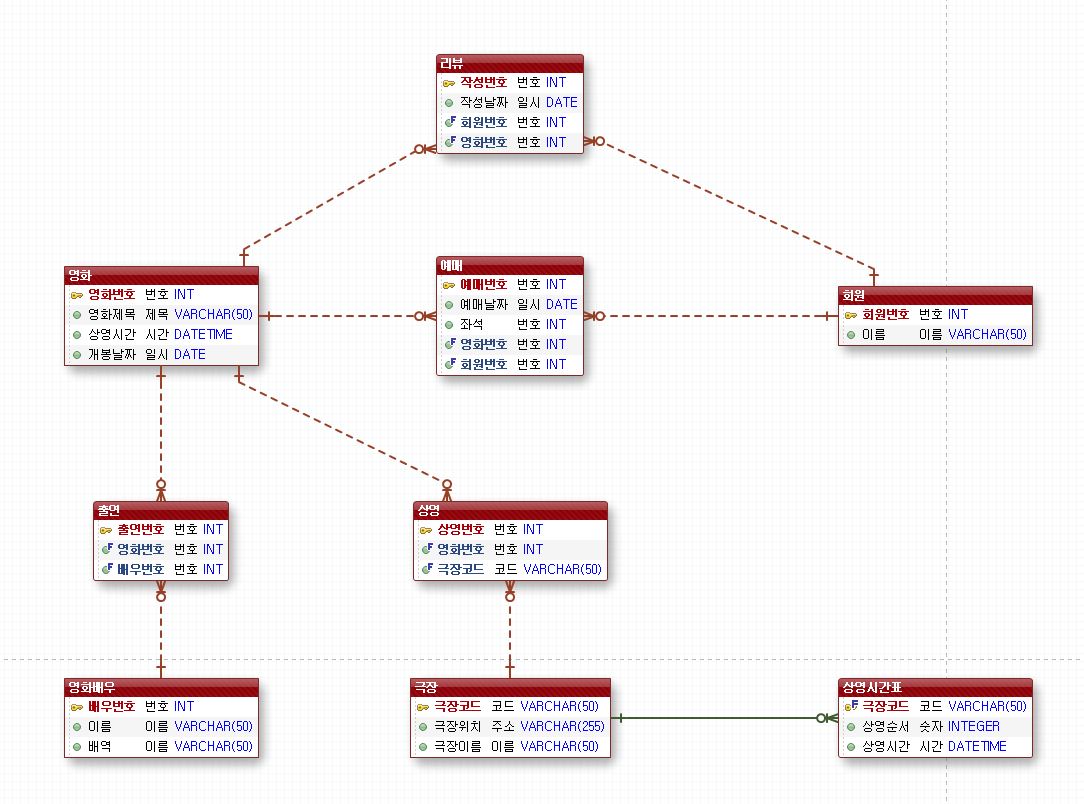 리뷰
작성번호 번호 INT
작성날짜 일시 DATE
회원번호 번호 INT
영화번호 번호 INT
영화
영화번호 번호 INT
영화제목 제목 VARCHAR(50)
상영시간 시간 DATETIME
개봉날짜 일시 DATE
예매
예매번호 번호 INT
예매날짜 일시 DATE
좌석 번호 INT
영화번호 번호 INT
회원번호 번호 INT
회원
회원번호 번호 INT
이름 이름 VARCHAR(50)
출연
출연번호 번호 INT
영화번호 번호 INT
배우번호 번호 INT
상영
상영번호 번호 INT
영화번호 번호 INT
극장코드 코드 VARCHAR(50)
영화배우
배우번호 번호 INT
이름 이름 VARCHAR(50)
배역 이름 VARCHAR(50)
극장
극장코드 코드 VARCHAR(50)
극장위치 주소 VARCHAR(255)
극장이름 이름 VARCHAR(50)
상영시간표
극장코드 코드 VARCHAR(50)
상영순서 숫자 INTEGER
상영시간 시간 DATETIME